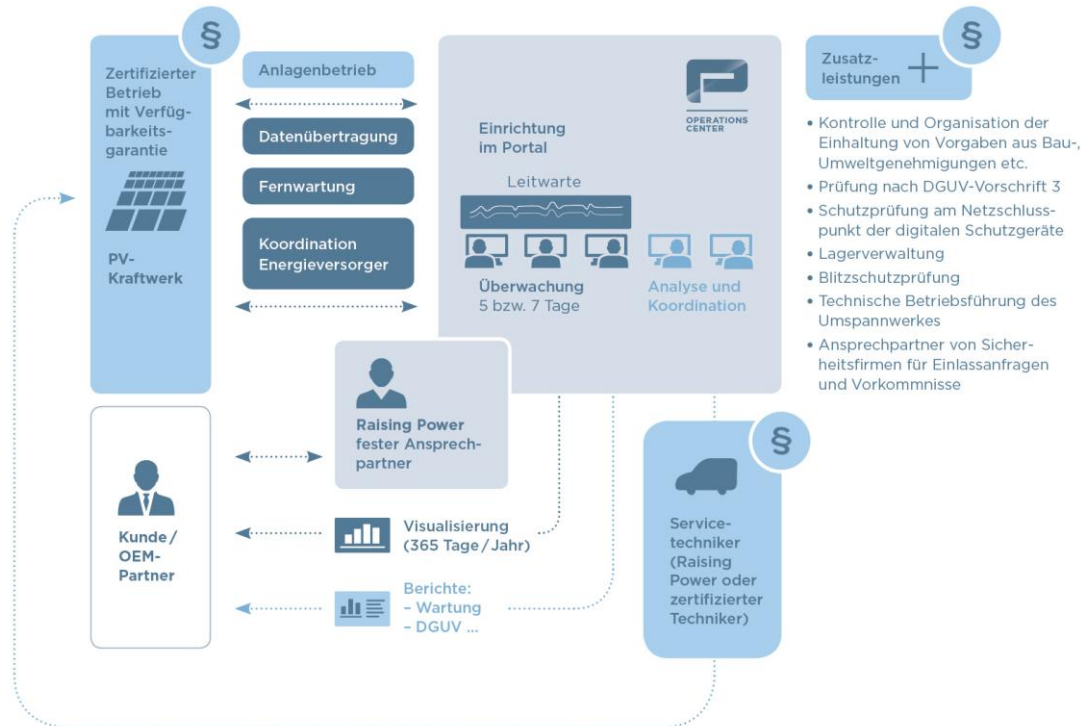 §
Zertifizierter
Betrieb
mit Verfüg-
barkeits-
garantie
PV-
Kraftwerk
Anlagenbetrieb
Datenübertragung
Fernwartung
Koordination
Energieversorger
OPERATIONS
CENTER
Einrichtung
im Portal
Leitwarte
Überwachung
5 bzw. 7 Tage
Analyse und
Koordination
§
Zusatz-
leistungen +
• Kontrolle und Organisation der
Einhaltung von Vorgaben aus Bau-,
Umweltgenehmigungen etc.
• Prüfung nach DGUV-Vorschrift 3
• Schutzprüfung am Netzschluss-
punkt der digitalen Schutzgeräte
• Lagerverwaltung
• Blitzschutzprüfung
• Technische Betriebsführung des
Umspannwerkes
• Ansprechpartner von Sicher-
heitsfirmen für Einlassanfragen
und Vorkommnisse
Raising Power
fester Ansprech-
partner
Kunde /
OEM-
Partner
Visualisierung
(365 Tage / Jahr)
Berichte:
– Wartung
– DGUV ...
§
Service-
techniker
(Raising
Power oder
zertifizierter
Techniker)